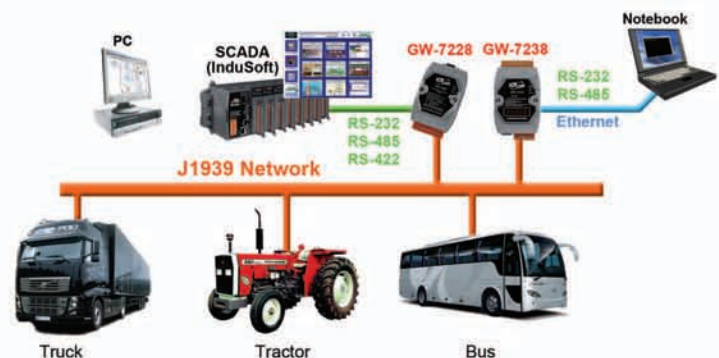 Notebook
PC
SCADA
(InduSoft)
GW-7228
GW-7238
RS-232
RS-485
Ethernet
RS-232
RS-485
RS-422
J1939 Network
Truck
Tractor
Bus